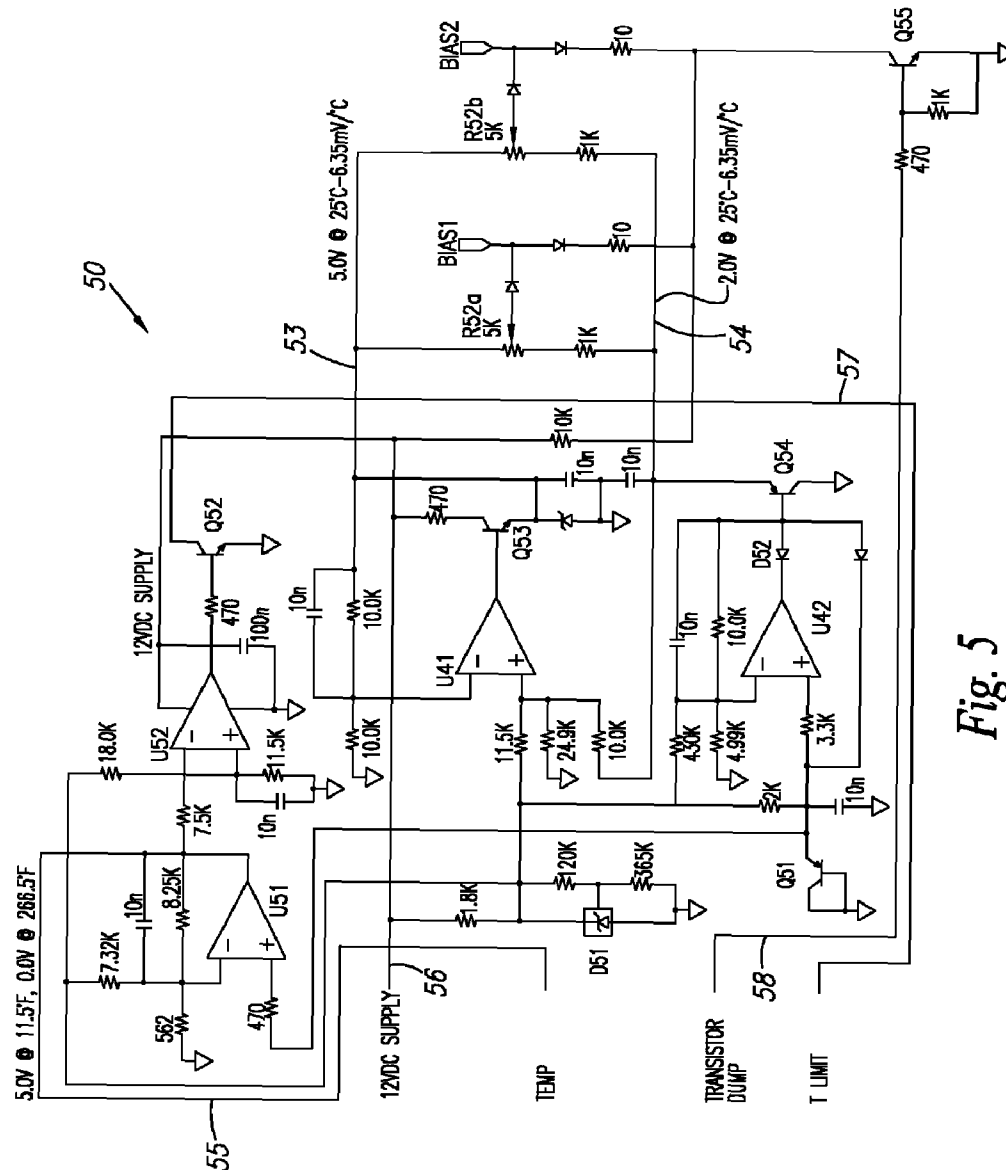 50
5.0V @ 11.5°F, 0.0V @ 266.5°F
12VDC SUPPLY
18.0K
7.32K
10n
8.25K
562
470
U51
7.5K
U52
10n
11.5K
100n
470
Q52
53
5.0V @ 25°C-6.35mV/°C
BIAS1
BIAS2
R52a
5K
R52b
5K
1K
1K
10
10
2.0V @ 25°C-6.35mV/°C
54
55
12VDC SUPPLY
56
10n
10.0K
10.0K
U41
470
Q53
10n
10n
10K
57
TEMP
1.8K
120K
365K
D51
11.5K
24.9K
10.0K
10n
10.0K
430K
4.99K
D52
U42
3.3K
Q54
2K
10n
Q51
TRANSISTOR
DUMP
58
T LIMIT
470
1K
Q55
Fig. 5